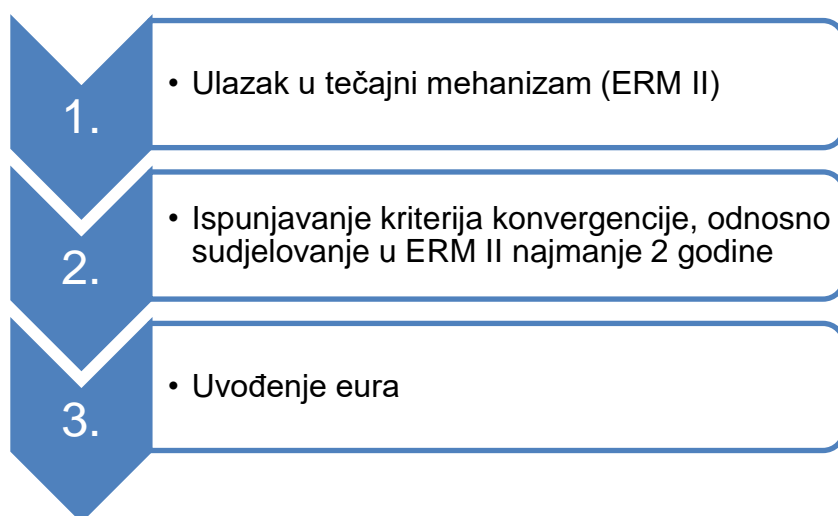 1.
• Ulazak u tečajni mehanizam (ERM II)
2.
• Ispunjavanje kriterija konvergencije, odnosno
sudjelovanje u ERM II najmanje 2 godine
3.
• Uvođenje eura